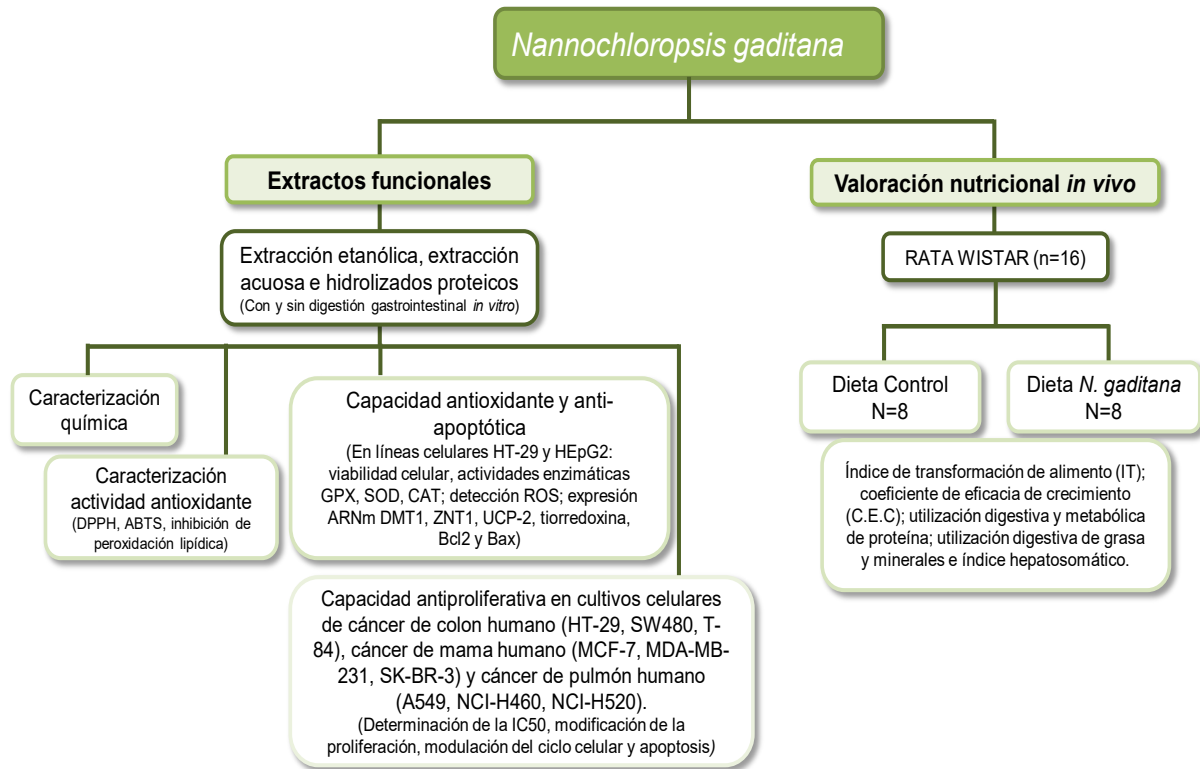 Nannochloropsis gaditana
Extractos funcionales
Extracción etanólica, extracción
acuosa e hidrolizados proteicos
(Con y sin digestión gastrointestinal in vitro)
Caracterización
química
Caracterización
actividad antioxidante
(DPPH, ABTS, inhibición de
peroxidación lipídica)
Capacidad antioxidante y anti-
apoptótica
(En líneas celulares HT-29 y HEpG2:
viabilidad celular, actividades enzimáticas
GPX, SOD, CAT; detección ROS; expresión
ARNm DMT1, ZNT1, UCP-2, tiorredoxina,
Bcl2 y Bax)
Capacidad antiproliferativa en cultivos celulares
de cáncer de colon humano (HT-29, SW480, T-
84), cáncer de mama humano (MCF-7, MDA-MB-
231, SK-BR-3) y cáncer de pulmón humano
(A549, NCI-H460, NCI-H520).
(Determinación de la IC50, modificación de la
proliferación, modulación del ciclo celular y apoptosis)
Valoración nutricional in vivo
RATA WISTAR (n=16)
Dieta Control
N=8
Dieta N. gaditana
N=8
Índice de transformación de alimento (IT);
coeficiente de eficacia de crecimiento
(C.E.C); utilización digestiva y metabólica
de proteína; utilización digestiva de grasa
y minerales e índice hepatosomático.